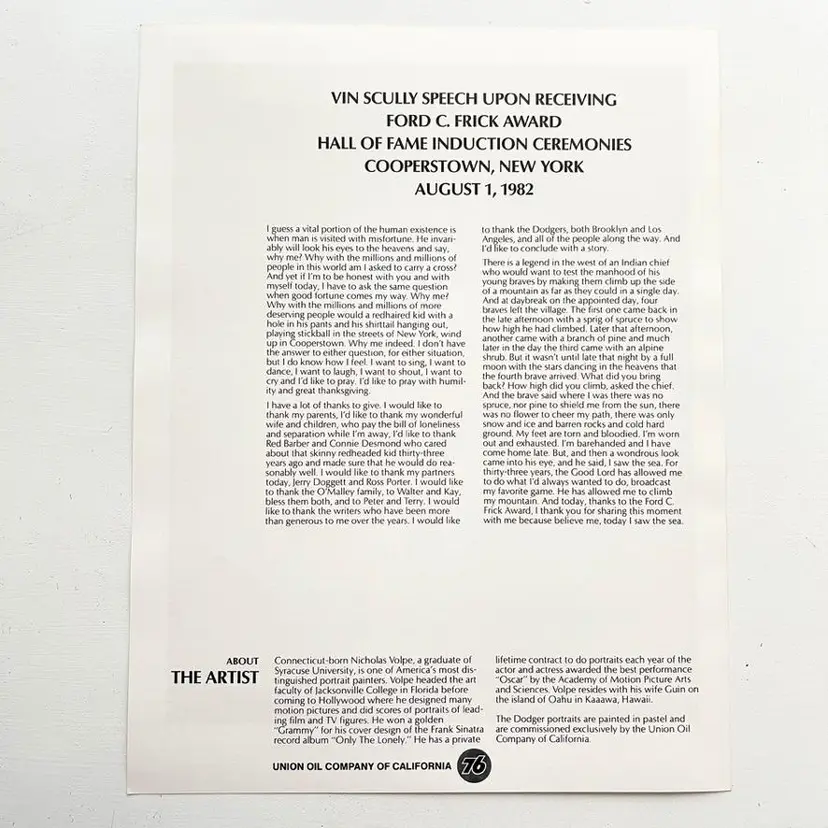 VIN SCULLY SPEECH UPON RECEIVING
FORD C. FRICK AWARD
HALL OF FAME INDUCTION CEREMONIES
COOPERSTOWN, NEW YORK
AUGUST 1, 1982
I guess a vital portion of the human existence is
when man is visited with misfortune. He invari-
ably will look his eyes to the heavens and say,
why me? Why with the millions and millions of
people in this world am I asked to carry a cross?
And yet if I'm to be honest with you and with
myself today, I have to ask the same question
when good fortune comes my way. Why me?
Why with the millions and millions of more
deserving people would a redhaired kid with a
hole in his pants and his shirttail hanging out,
playing stickball in the streets of New York, wind
up in Cooperstown. Why me indeed. I don't have
the answer to either question, for either situation,
but I do know how I feel. I want to sing, I want to
dance, I want to laugh, I want to shout, I want to
cry and I'd like to pray. I'd like to pray with humil-
ity and great thanksgiving.
I have a lot of thanks to give. I would like to
thank my parents, I'd like to thank my wonderful
wife and children, who pay the bill of loneliness
and separation while I'm away, I'd like to thank
Red Barber and Connie Desmond who cared
about that skinny redheaded kid thirty-three
years ago and made sure that he would do rea-
sonably well. I would like to thank my partners
today, Jerry Doggett and Ross Porter. I would like
to thank the O'Malley family, to Walter and Kay,
bless them both, and to Peter and Terry. I would
like to thank the writers who have been more
than generous to me over the years. I would like
to thank the Dodgers, both Brooklyn and Los
Angeles, and all of the people along the way. And
I'd like to conclude with a story.
There is a legend in the west of an Indian chief
who would want to test the manhood of his
young braves by making them climb up the side
of a mountain as far as they could in a single day.
And at daybreak on the appointed day, four
braves left the village. The first one came back in
the late afternoon with a sprig of spruce to show
how high he had climbed. Later that afternoon,
another came with a branch of pine and much
later in the day the third came with an alpine
shrub. But it wasn't until late that night by a full
moon with the stars dancing in the heavens that
the fourth brave arrived. What did you bring
back? How high did you climb, asked the chief.
And the brave said where I was there was no
spruce, nor pine to shield me from the sun, there
was no flower to cheer my path, there was only
snow and ice and barren rocks and cold hard
ground. My feet are torn and bloodied. I'm worn
out and exhausted. I'm barehanded and I have
come home late. But, and then a wondrous look
came into his eye, and he said, I saw the sea. For
thirty-three years, the Good Lord has allowed me
to do what I'd always wanted to do, broadcast
my favorite game. He has allowed me to climb
my mountain. And today, thanks to the Ford C.
Frick Award, I thank you for sharing this moment
with me because believe me, today I saw the sea.
ABOUT
THE ARTIST
Connecticut-born Nicholas Volpe, a graduate of
Syracuse University, is one of America's most dis-
tinguished portrait painters. Volpe headed the art
faculty of Jacksonville College in Florida before
coming to Hollywood where he designed many
motion pictures and did scores of portraits of lead-
ing film and TV figures. He won a golden
"Grammy" for his cover design of the Frank Sinatra
record album "Only The Lonely." He has a private
lifetime contract to do portraits each year of the
actor and actress awarded the best performance
"Oscar" by the Academy of Motion Picture Arts
and Sciences. Volpe resides with his wife Guin on
the island of Oahu in Kaaawa, Hawaii.
The Dodger portraits are painted in pastel and
are commissioned exclusively by the Union Oil
Company of California.
UNION OIL COMPANY OF CALIFORNIA 76